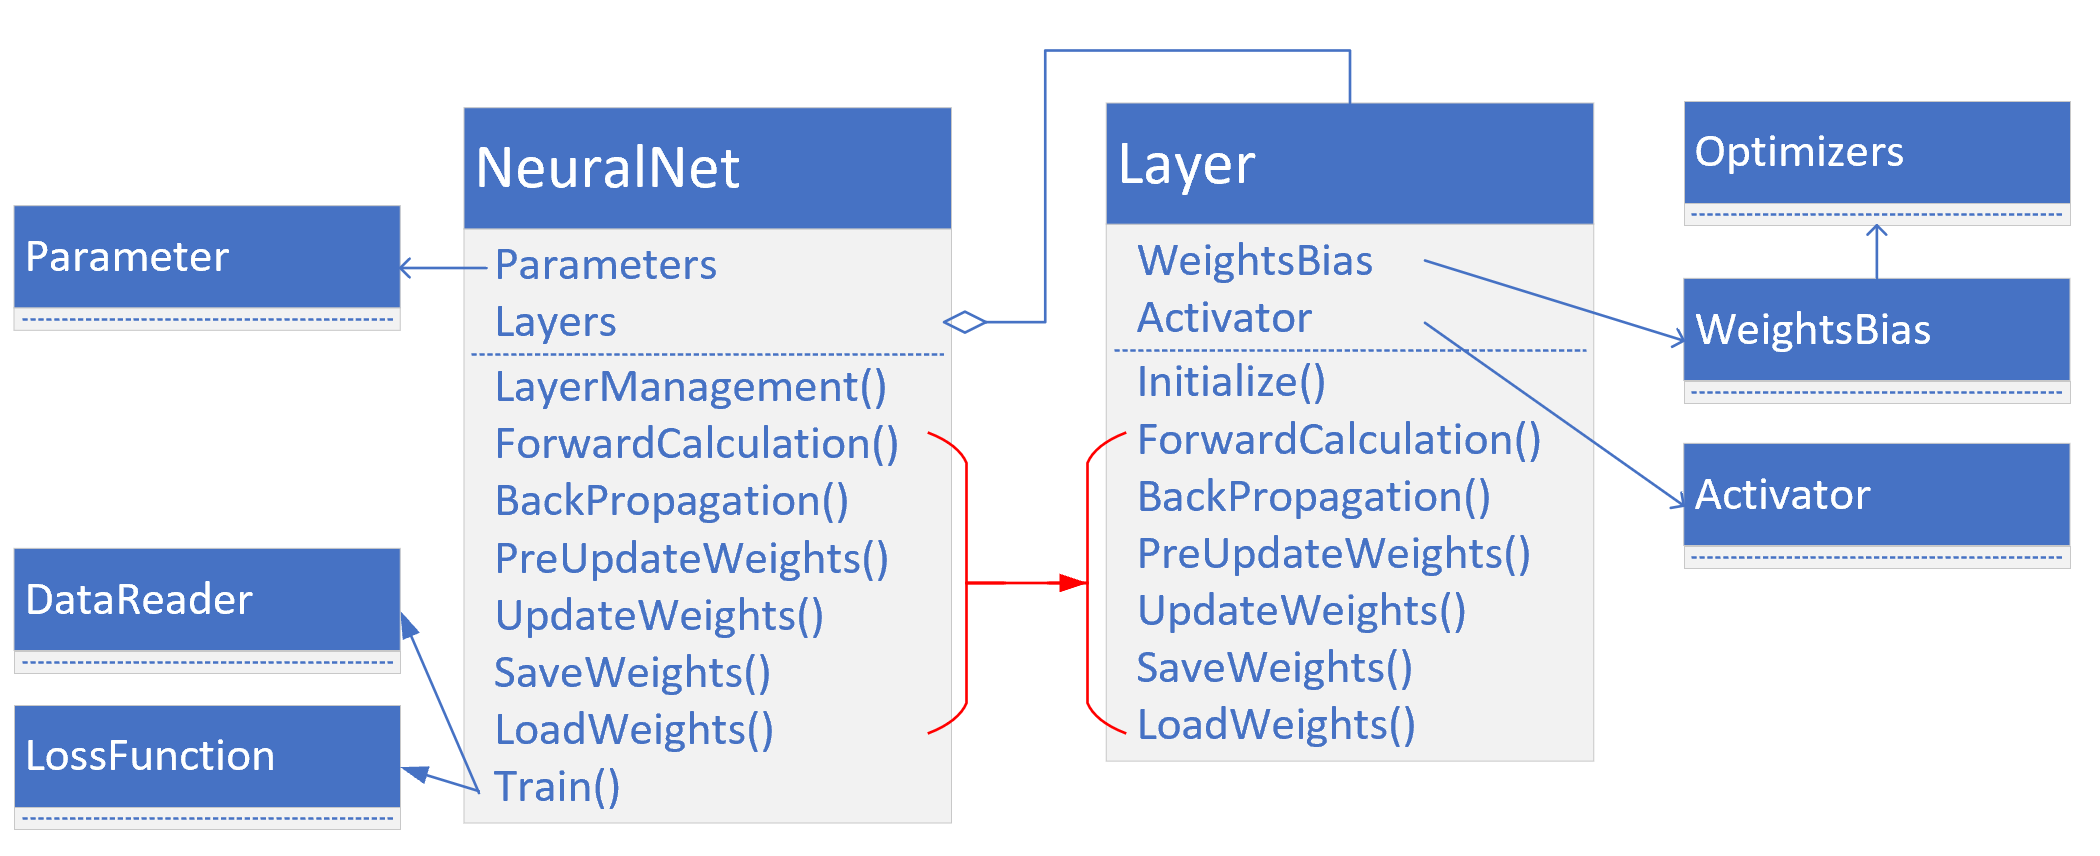 Parameter
DataReader
LossFunction
NeuralNet
Parameters
Layers
LayerManagement()
ForwardCalculation()
BackPropagation()
PreUpdateWeights()
UpdateWeights()
SaveWeights()
LoadWeights()
Train()
Layer
WeightsBias
Activator
Initialize()
ForwardCalculation()
BackPropagation()
PreUpdateWeights()
UpdateWeights()
SaveWeights()
LoadWeights()
Optimizers
WeightsBias
Activator